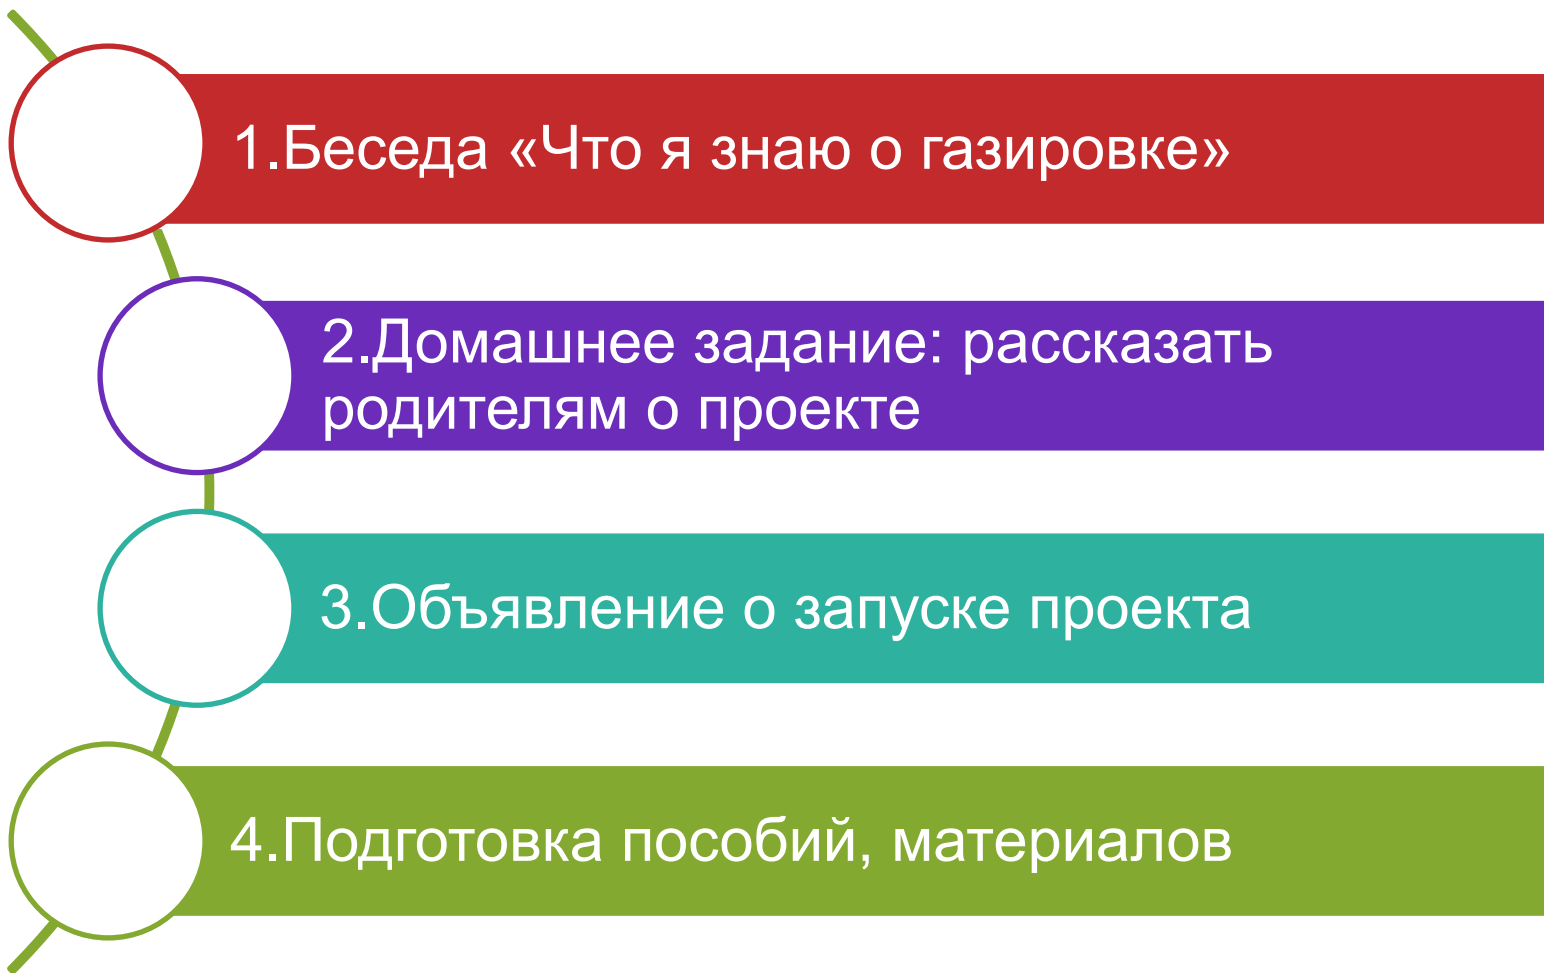 1.Беседа «Что я знаю о газировке»
2.Домашнее задание: рассказать
родителям о проекте
3.Объявление о запуске проекта
4.Подготовка пособий, материалов